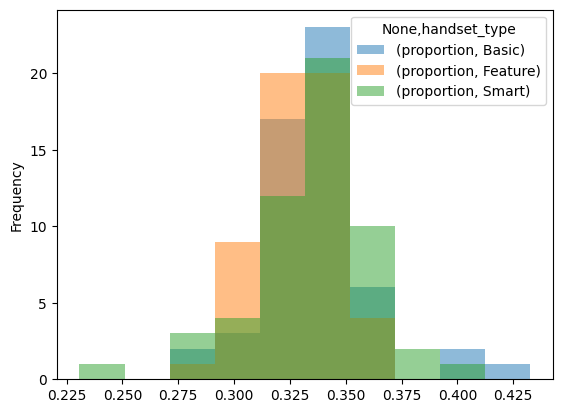 None,handset_type
(proportion, Basic)
(proportion, Feature)
(proportion, Smart)
Frequency
20
15
10
5
0
0.225 0.250 0.275 0.300 0.325 0.350 0.375 0.400 0.425